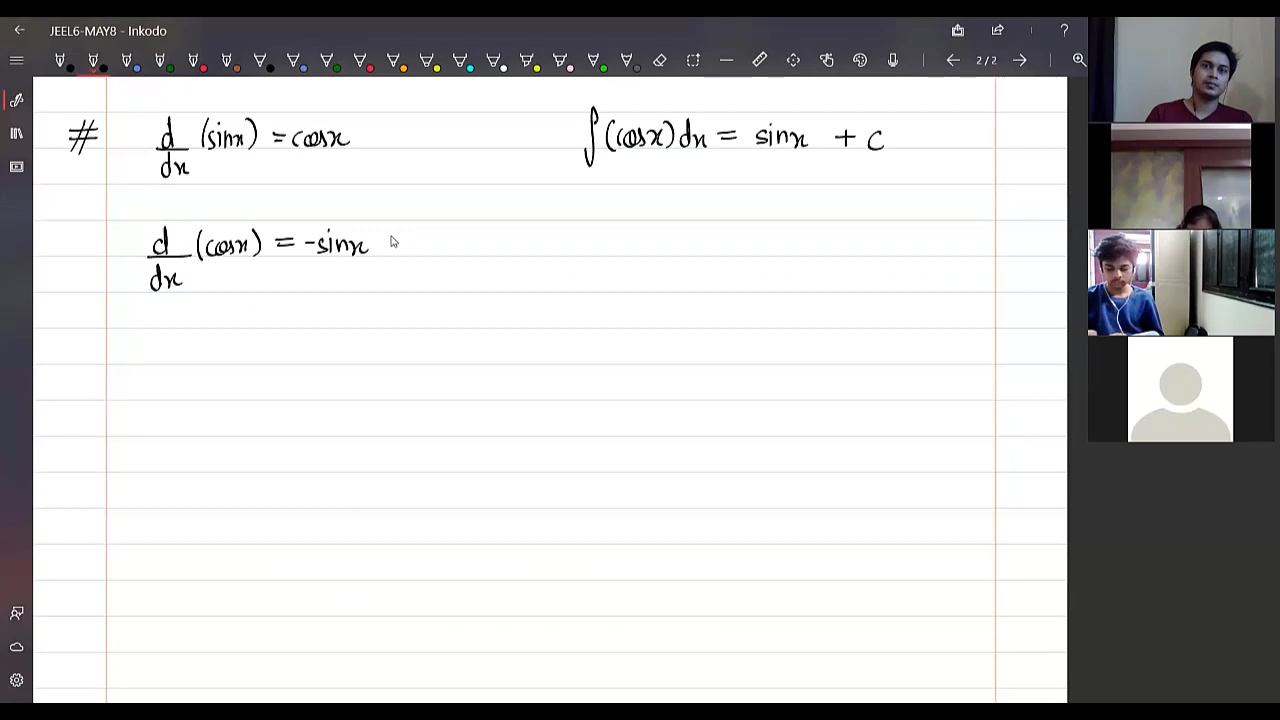 JEEL6-MAY8 - Inkodo
2/2
# d/dx (sinx) = cosx
∫(cosx)dx = sinx + c
d/dx (cosx) = -sinx